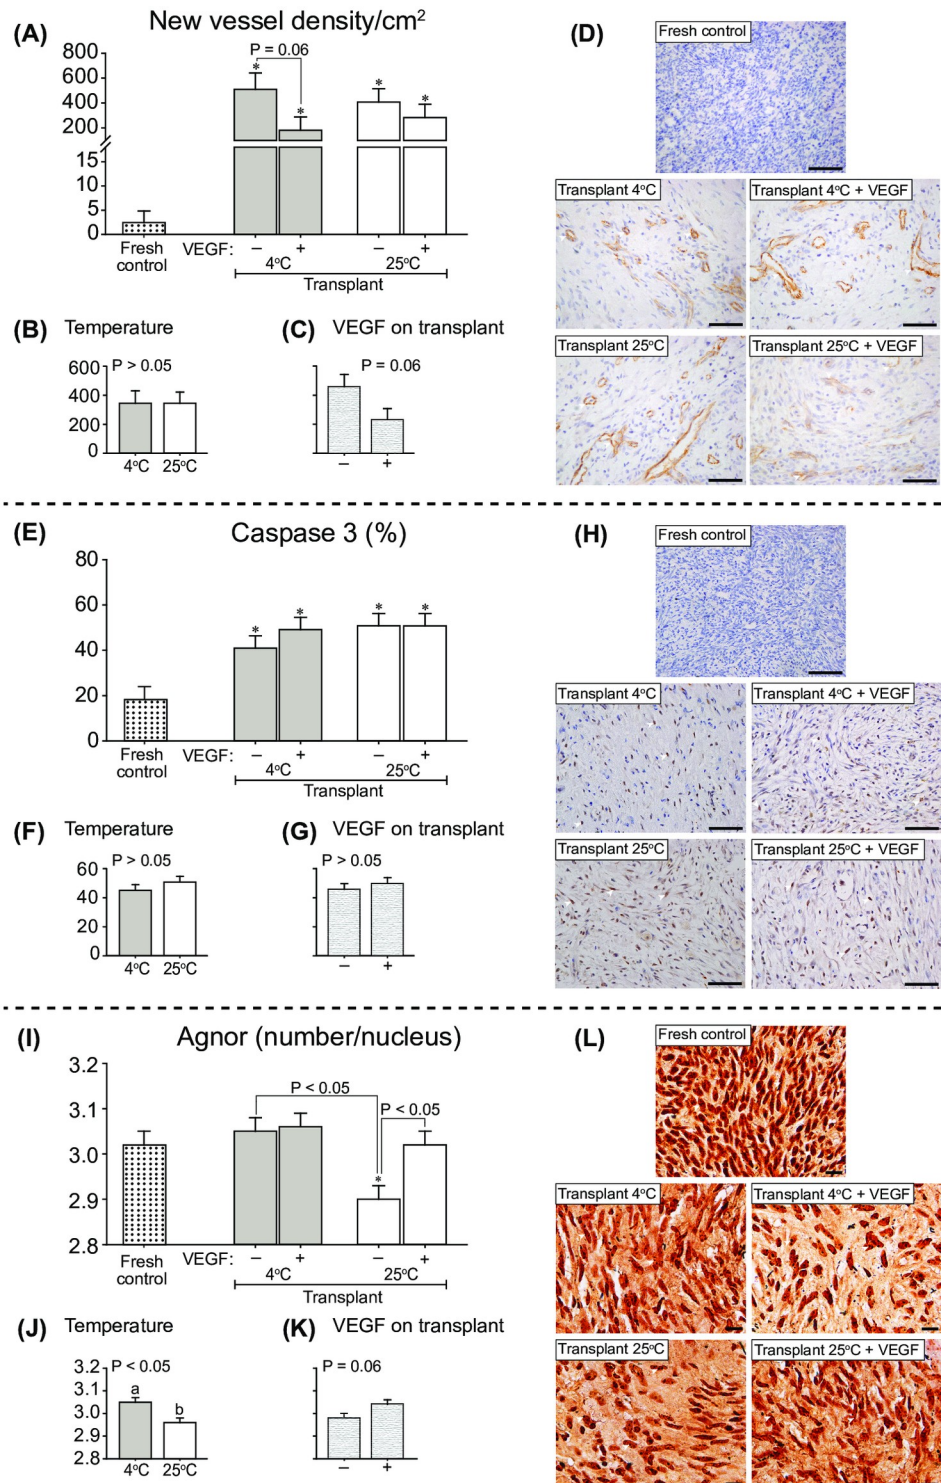 (A) New vessel density/cm²
800
600
400
200
15
10
5
0
P = 0.06
*
*
*
*
Fresh
control
VEGF: – + – +
4°C 25°C
Transplant
(B) Temperature
P > 0.05
600
400
200
0
4°C 25°C
(C) VEGF on transplant
P = 0.06
– +
(D)
Fresh control
Transplant 4°C
Transplant 4°C + VEGF
Transplant 25°C
Transplant 25°C + VEGF
(E) Caspase 3 (%)
80
60
40
20
0
*
*
*
*
Fresh
control
VEGF: – + – +
4°C 25°C
Transplant
(F) Temperature
P > 0.05
60
40
20
0
4°C 25°C
(G) VEGF on transplant
P > 0.05
– +
(H)
Fresh control
Transplant 4°C
Transplant 4°C + VEGF
Transplant 25°C
Transplant 25°C + VEGF
(I) Agnor (number/nucleus)
3.2
3.1
3.0
2.9
2.8
P < 0.05
P < 0.05
*
Fresh
control
VEGF: – + – +
4°C 25°C
Transplant
(J) Temperature
P < 0.05
3.2
3.1
3.0
2.9
2.8
a
b
4°C 25°C
(K) VEGF on transplant
P = 0.06
– +
(L)
Fresh control
Transplant 4°C
Transplant 4°C + VEGF
Transplant 25°C
Transplant 25°C + VEGF